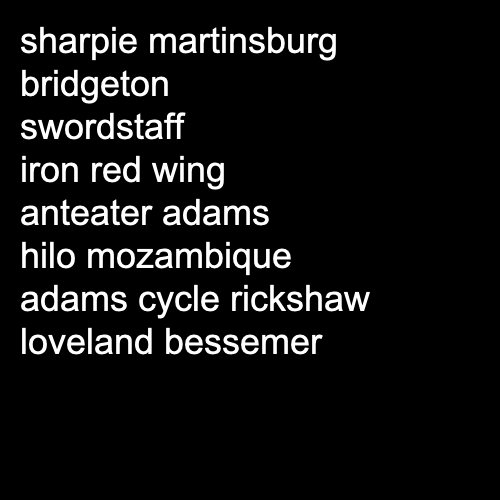 sharpie martinsburg
bridgeton
swordstaff
iron red wing
anteater adams
hilo mozambique
adams cycle rickshaw
loveland bessemer